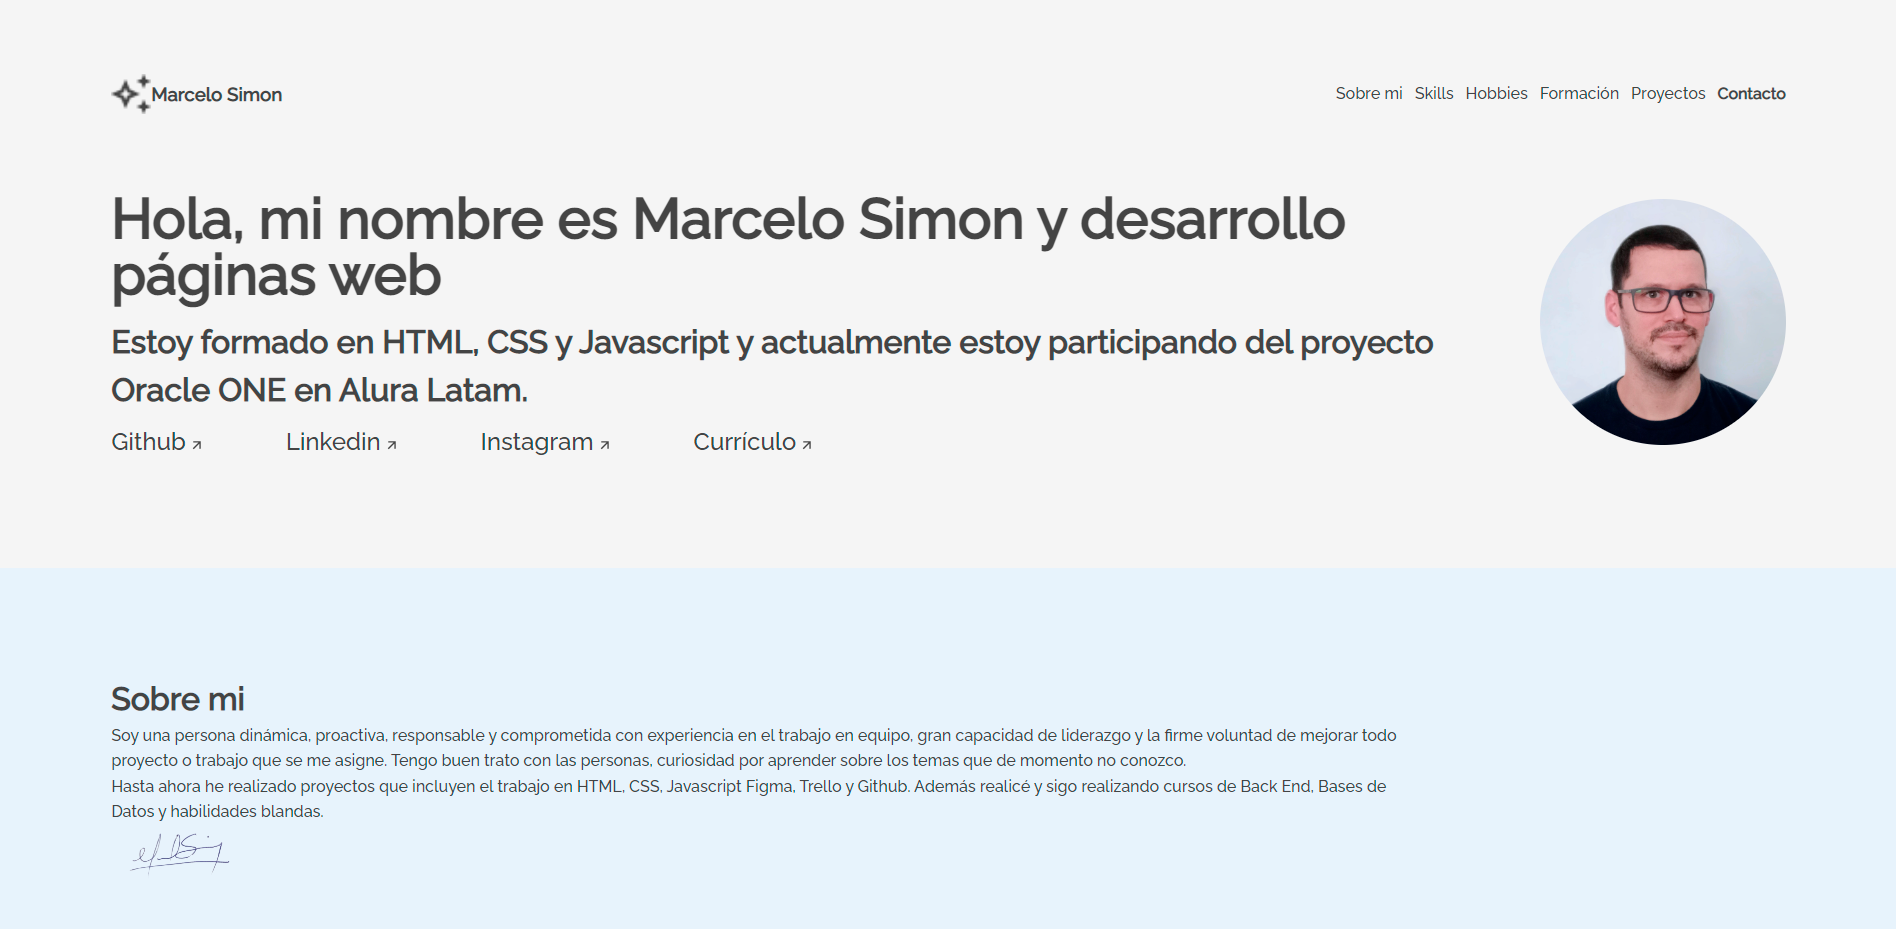 Marcelo Simon
Sobre mi Skills Hobbies Formación Proyectos Contacto
Hola, mi nombre es Marcelo Simon y desarrollo
páginas web
Estoy formado en HTML, CSS y Javascript y actualmente estoy participando del proyecto
Oracle ONE en Alura Latam.
Github Linkedin Instagram Currículo
Sobre mi
Soy una persona dinámica, proactiva, responsable y comprometida con experiencia en el trabajo en equipo, gran capacidad de liderazgo y la firme voluntad de mejorar todo
proyecto o trabajo que se me asigne. Tengo buen trato con las personas, curiosidad por aprender sobre los temas que de momento no conozco.
Hasta ahora he realizado proyectos que incluyen el trabajo en HTML, CSS, Javascript Figma, Trello y Github. Además realicé y sigo realizando cursos de Back End, Bases de
Datos y habilidades blandas.